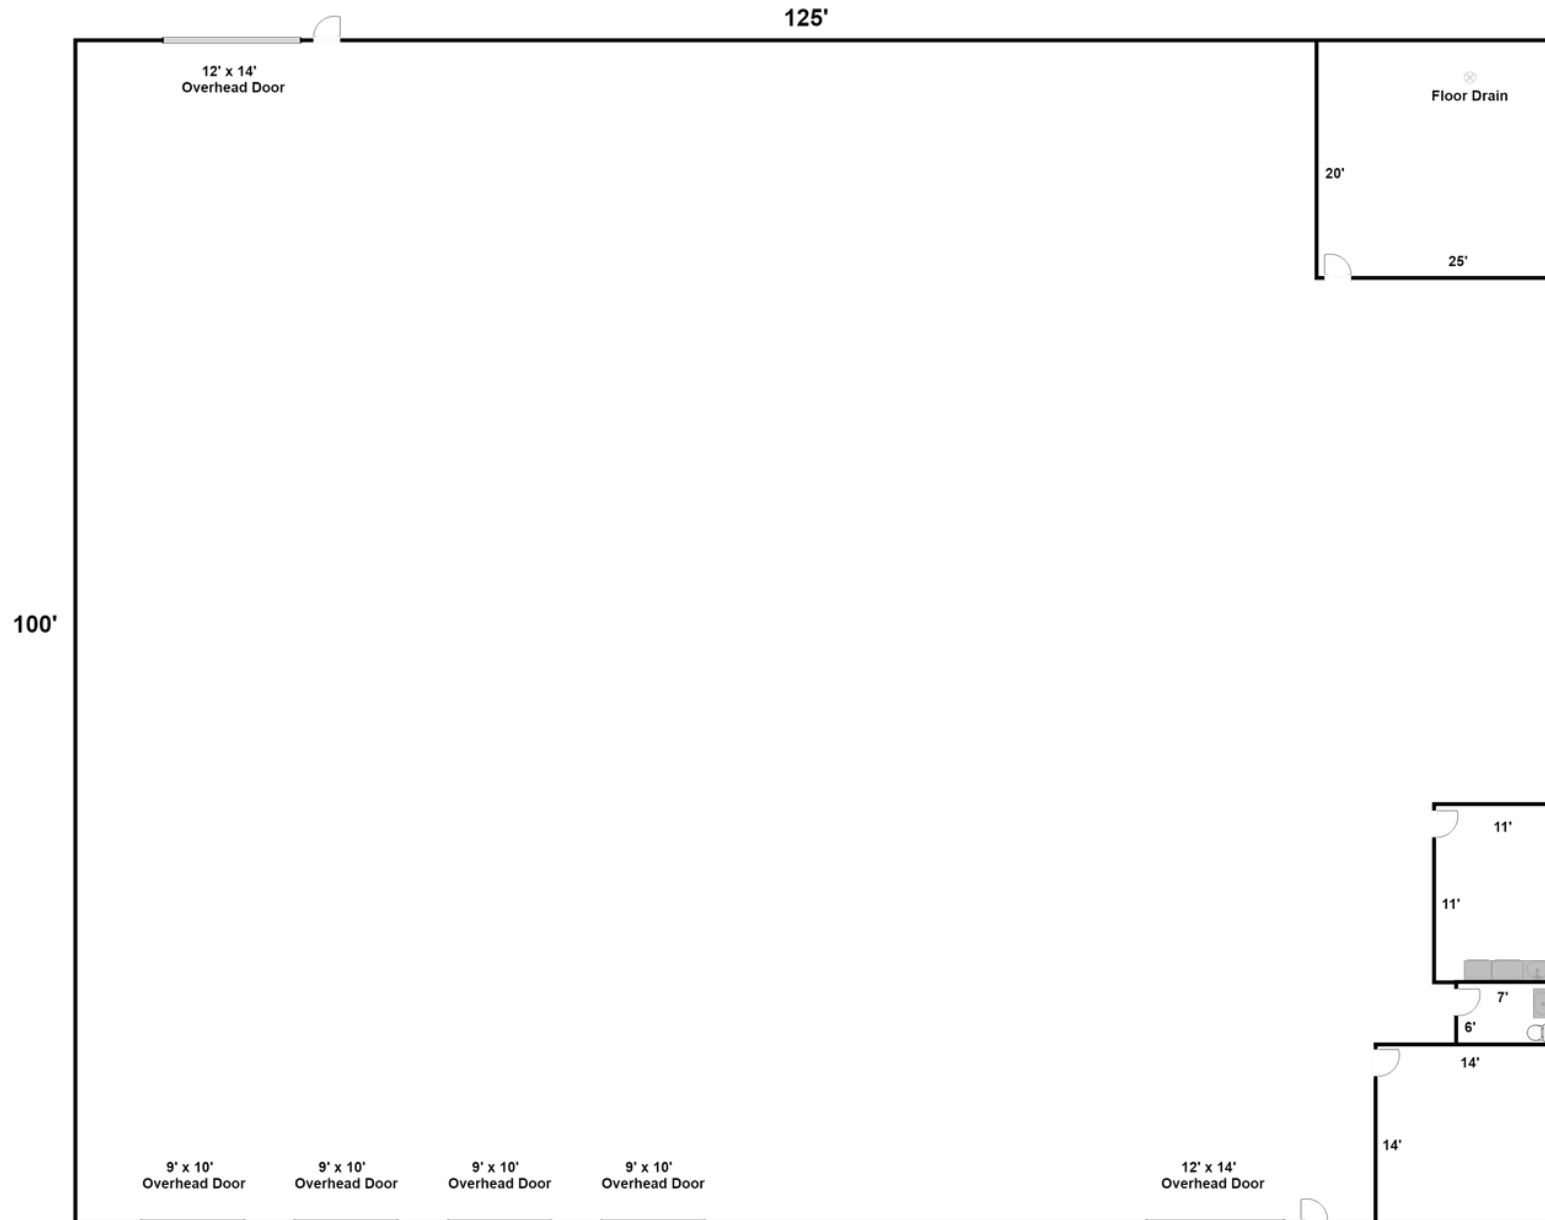 125'
12' x 14'
Overhead Door
Floor Drain
20'
25'
100'
11'
11'
7'
6'
14'
14'
9' x 10'
Overhead Door
9' x 10'
Overhead Door
9' x 10'
Overhead Door
9' x 10'
Overhead Door
12' x 14'
Overhead Door